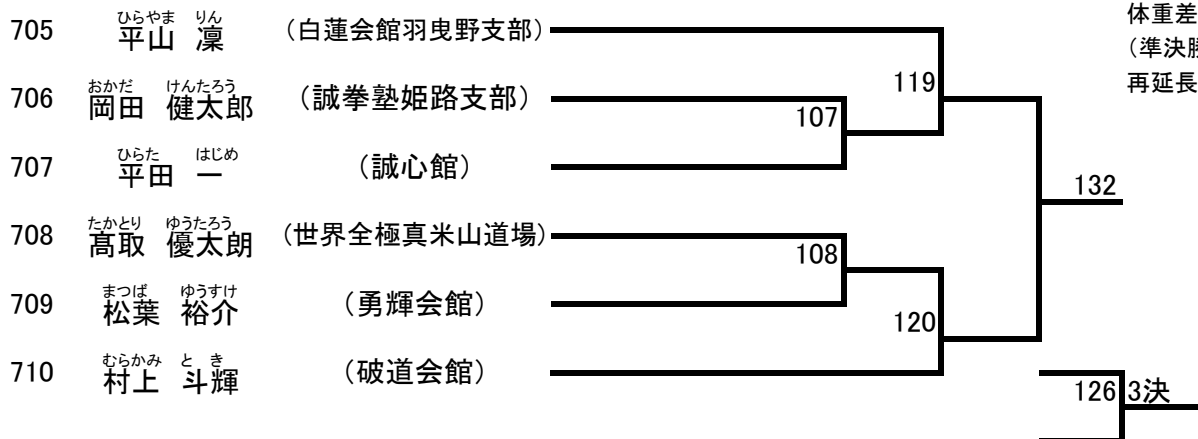 ひらやま りん
705 平山 凜 (白蓮会館羽曳野支部)
体重差
(準決勝
再延長
119
おかだ けんたろう
706 岡田 健太郎 (誠拳塾姫路支部)
107
ひらた はじめ
707 平田 一 (誠心館)
132
たかとり ゆうたろう
708 髙取 優太朗 (世界全極真米山道場)
108
まつば ゆうすけ
709 松葉 裕介 (勇輝会館)
120
むらかみ と き
710 村上 斗輝 (破道会館)
126 3決